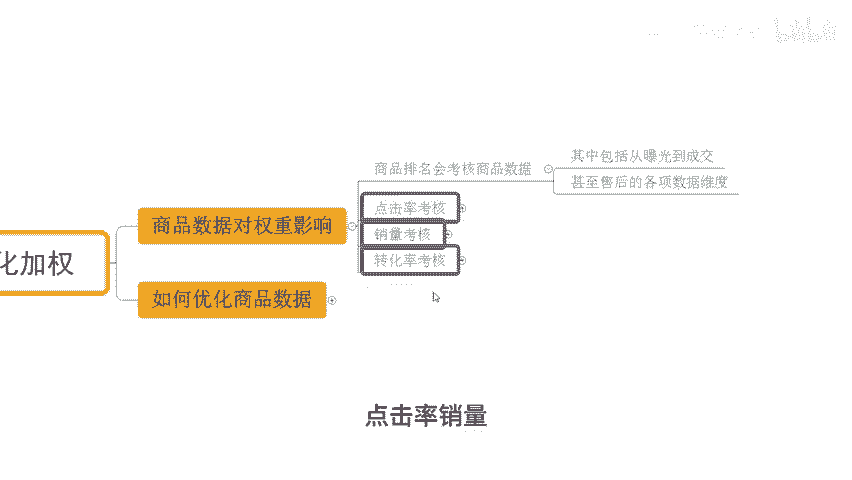 其中包括从曝光到成交
商品排名会考核商品数据
甚至售后的各项数据维度
点击率考核
商品数据对权重影响
销量考核
转化率考核
化加权
如何优化商品数据
点击率销量